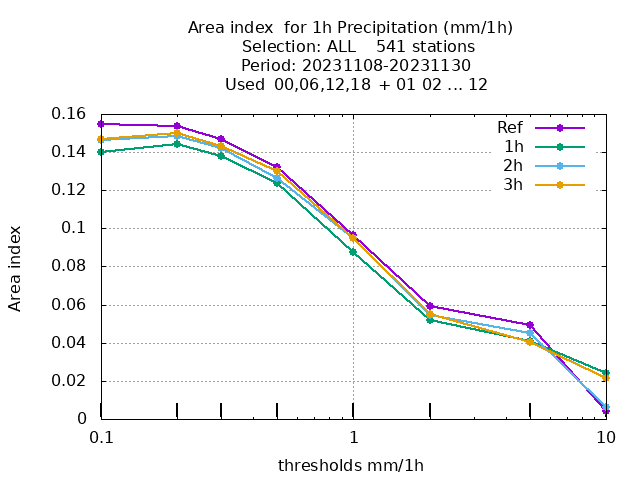 Area index  for 1h Precipitation (mm/1h)
Selection: ALL    541 stations
Period: 20231108-20231130
Used  00,06,12,18  + 01 02 ... 12
Ref
1h
2h
3h
0.16
0.14
0.12
0.1
0.08
0.06
0.04
0.02
0
Area index
0.1
1
10
thresholds mm/1h